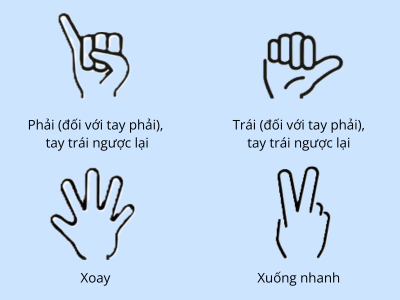 Phải (đối với tay phải),
tay trái ngược lại
Trái (đối với tay phải),
tay trái ngược lại
Xoay
Xuống nhanh